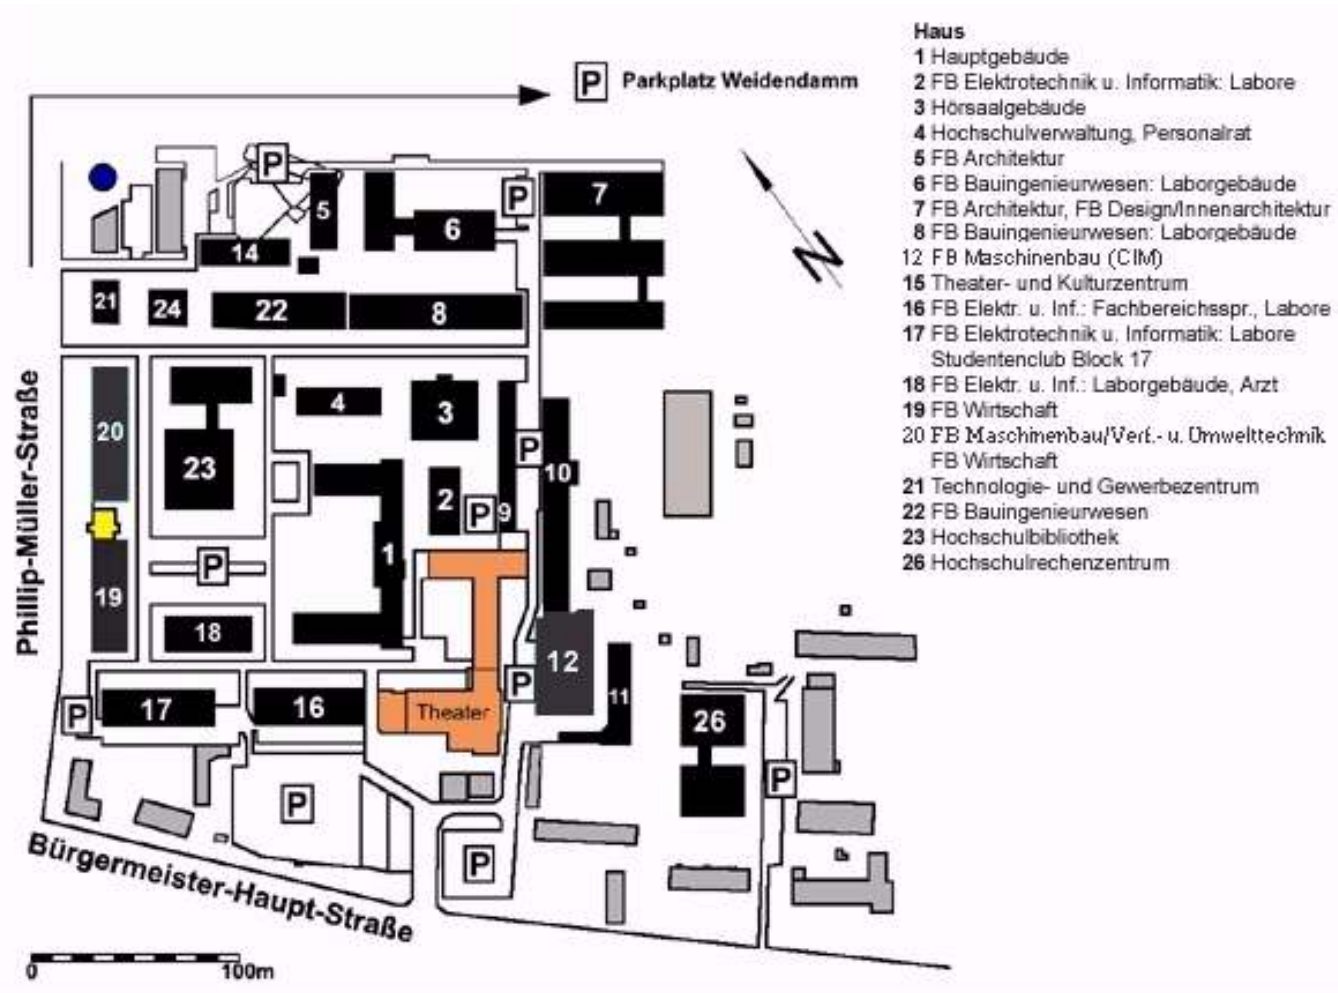 P Parkplatz Weidendamm
Haus
1 Hauptgebäude
2 FB Elektrotechnik u. Informatik: Labore
3 Hörsaalgebäude
4 Hochschulverwaltung, Personalrat
5 FB Architektur
6 FB Bauingenieurwesen: Laborgebäude
7 FB Architektur, FB Design/Innenarchitektur
8 FB Bauingenieurwesen: Laborgebäude
12 FB Maschinenbau (CIM)
15 Theater- und Kulturzentrum
16 FB Elektr. u. Inf.: Fachbereichsspr., Labore
17 FB Elektrotechnik u. Informatik: Labore
Studentenclub Block 17
18 FB Elektr. u. Inf.: Laborgebäude, Arzt
19 FB Wirtschaft
20 FB Maschinenbau/Verf.- u. Umwelttechnik
FB Wirtschaft
21 Technologie- und Gewerbezentrum
22 FB Bauingenieurwesen
23 Hochschulbibliothek
26 Hochschulrechenzentrum
N
P
P
5
6
7
14
21
24
22
8
Phillip-Müller-Straße
20
4
3
23
P
10
2
P
9
1
P
19
18
12
P
11
17
16
Theater
P
26
P
P
P
Bürgermeister-Haupt-Straße
0
100m